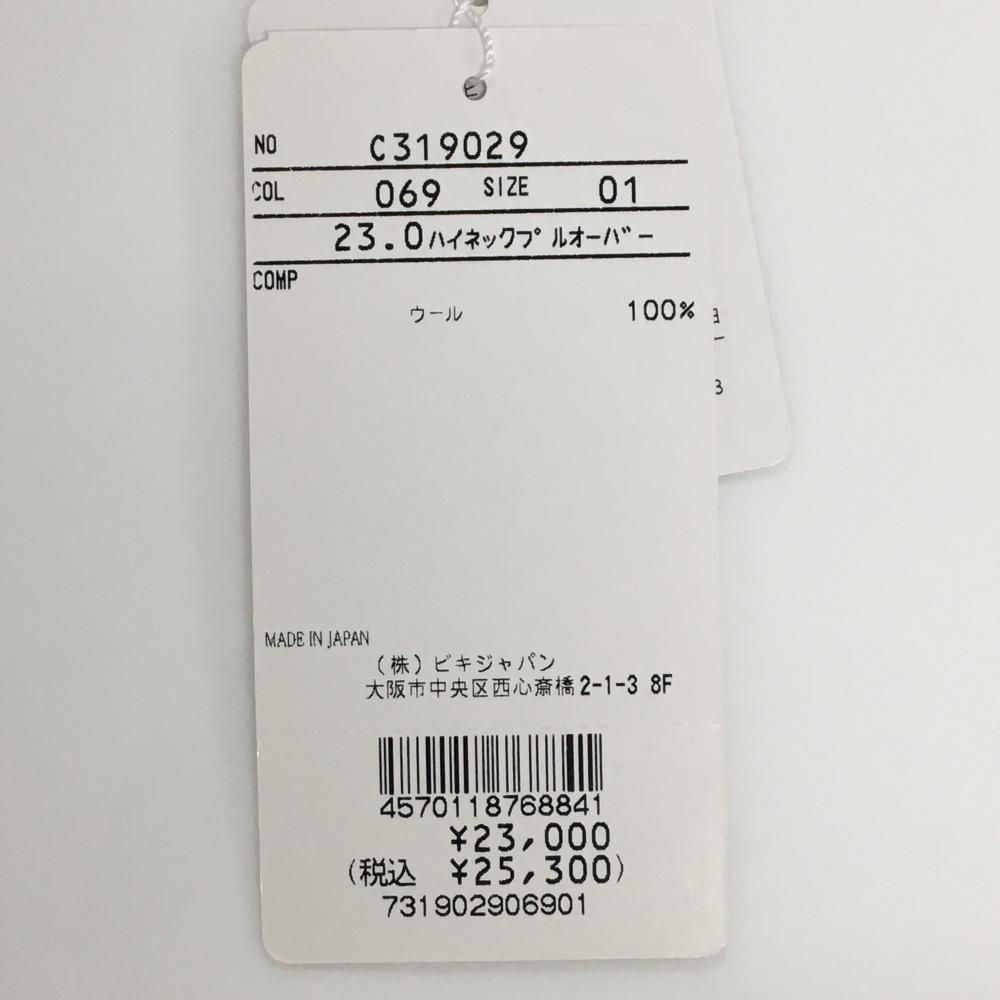 NO C319029
COL 069 SIZE 01
23.0ハイネックプルオーバー
COMP
ウール 100%
MADE IN JAPAN
（株）ビキジャパン
大阪市中央区西心斎橋2-1-3 8F
4570118768841
¥23,000
(税込 ¥25,300)
731902906901